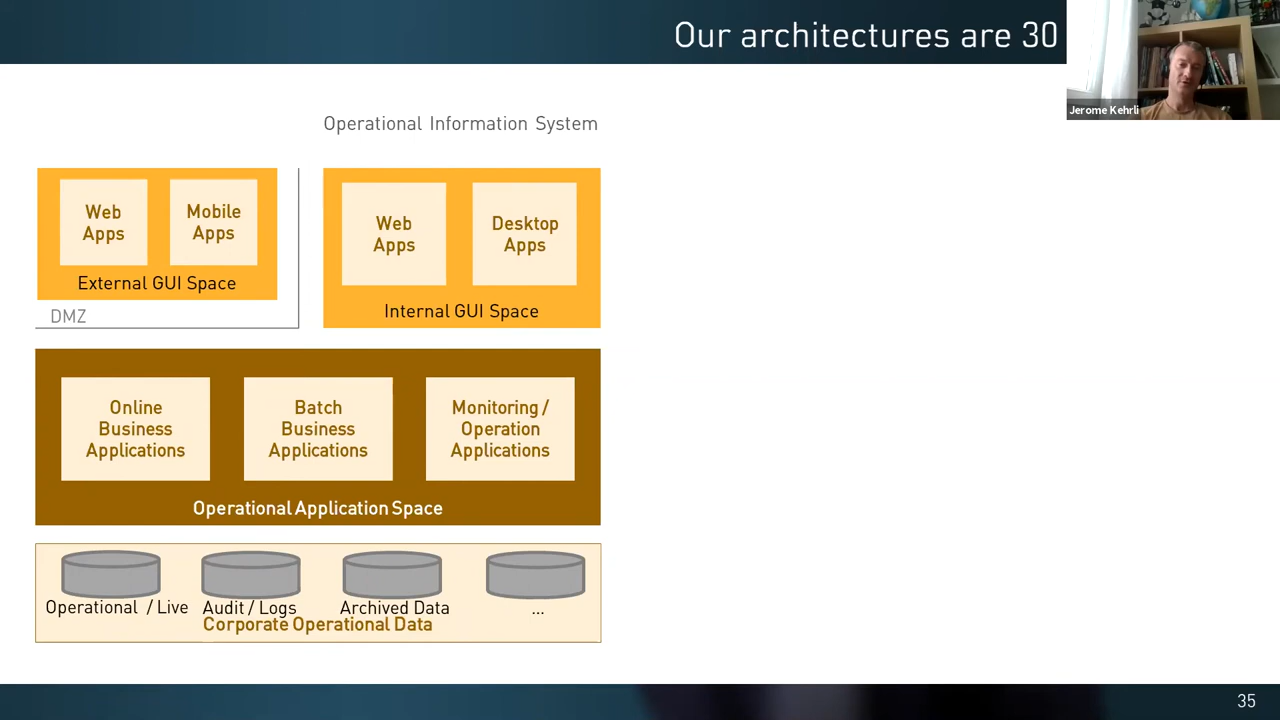 Our architectures are 30
Jerome Kehrli
Operational Information System
Web
Apps
Mobile
Apps
External GUI Space
DMZ
Web
Apps
Desktop
Apps
Internal GUI Space
Online
Business
Applications
Batch
Business
Applications
Monitoring /
Operation
Applications
Operational Application Space
Operational / Live
Audit / Logs
Archived Data
...
Corporate Operational Data
35